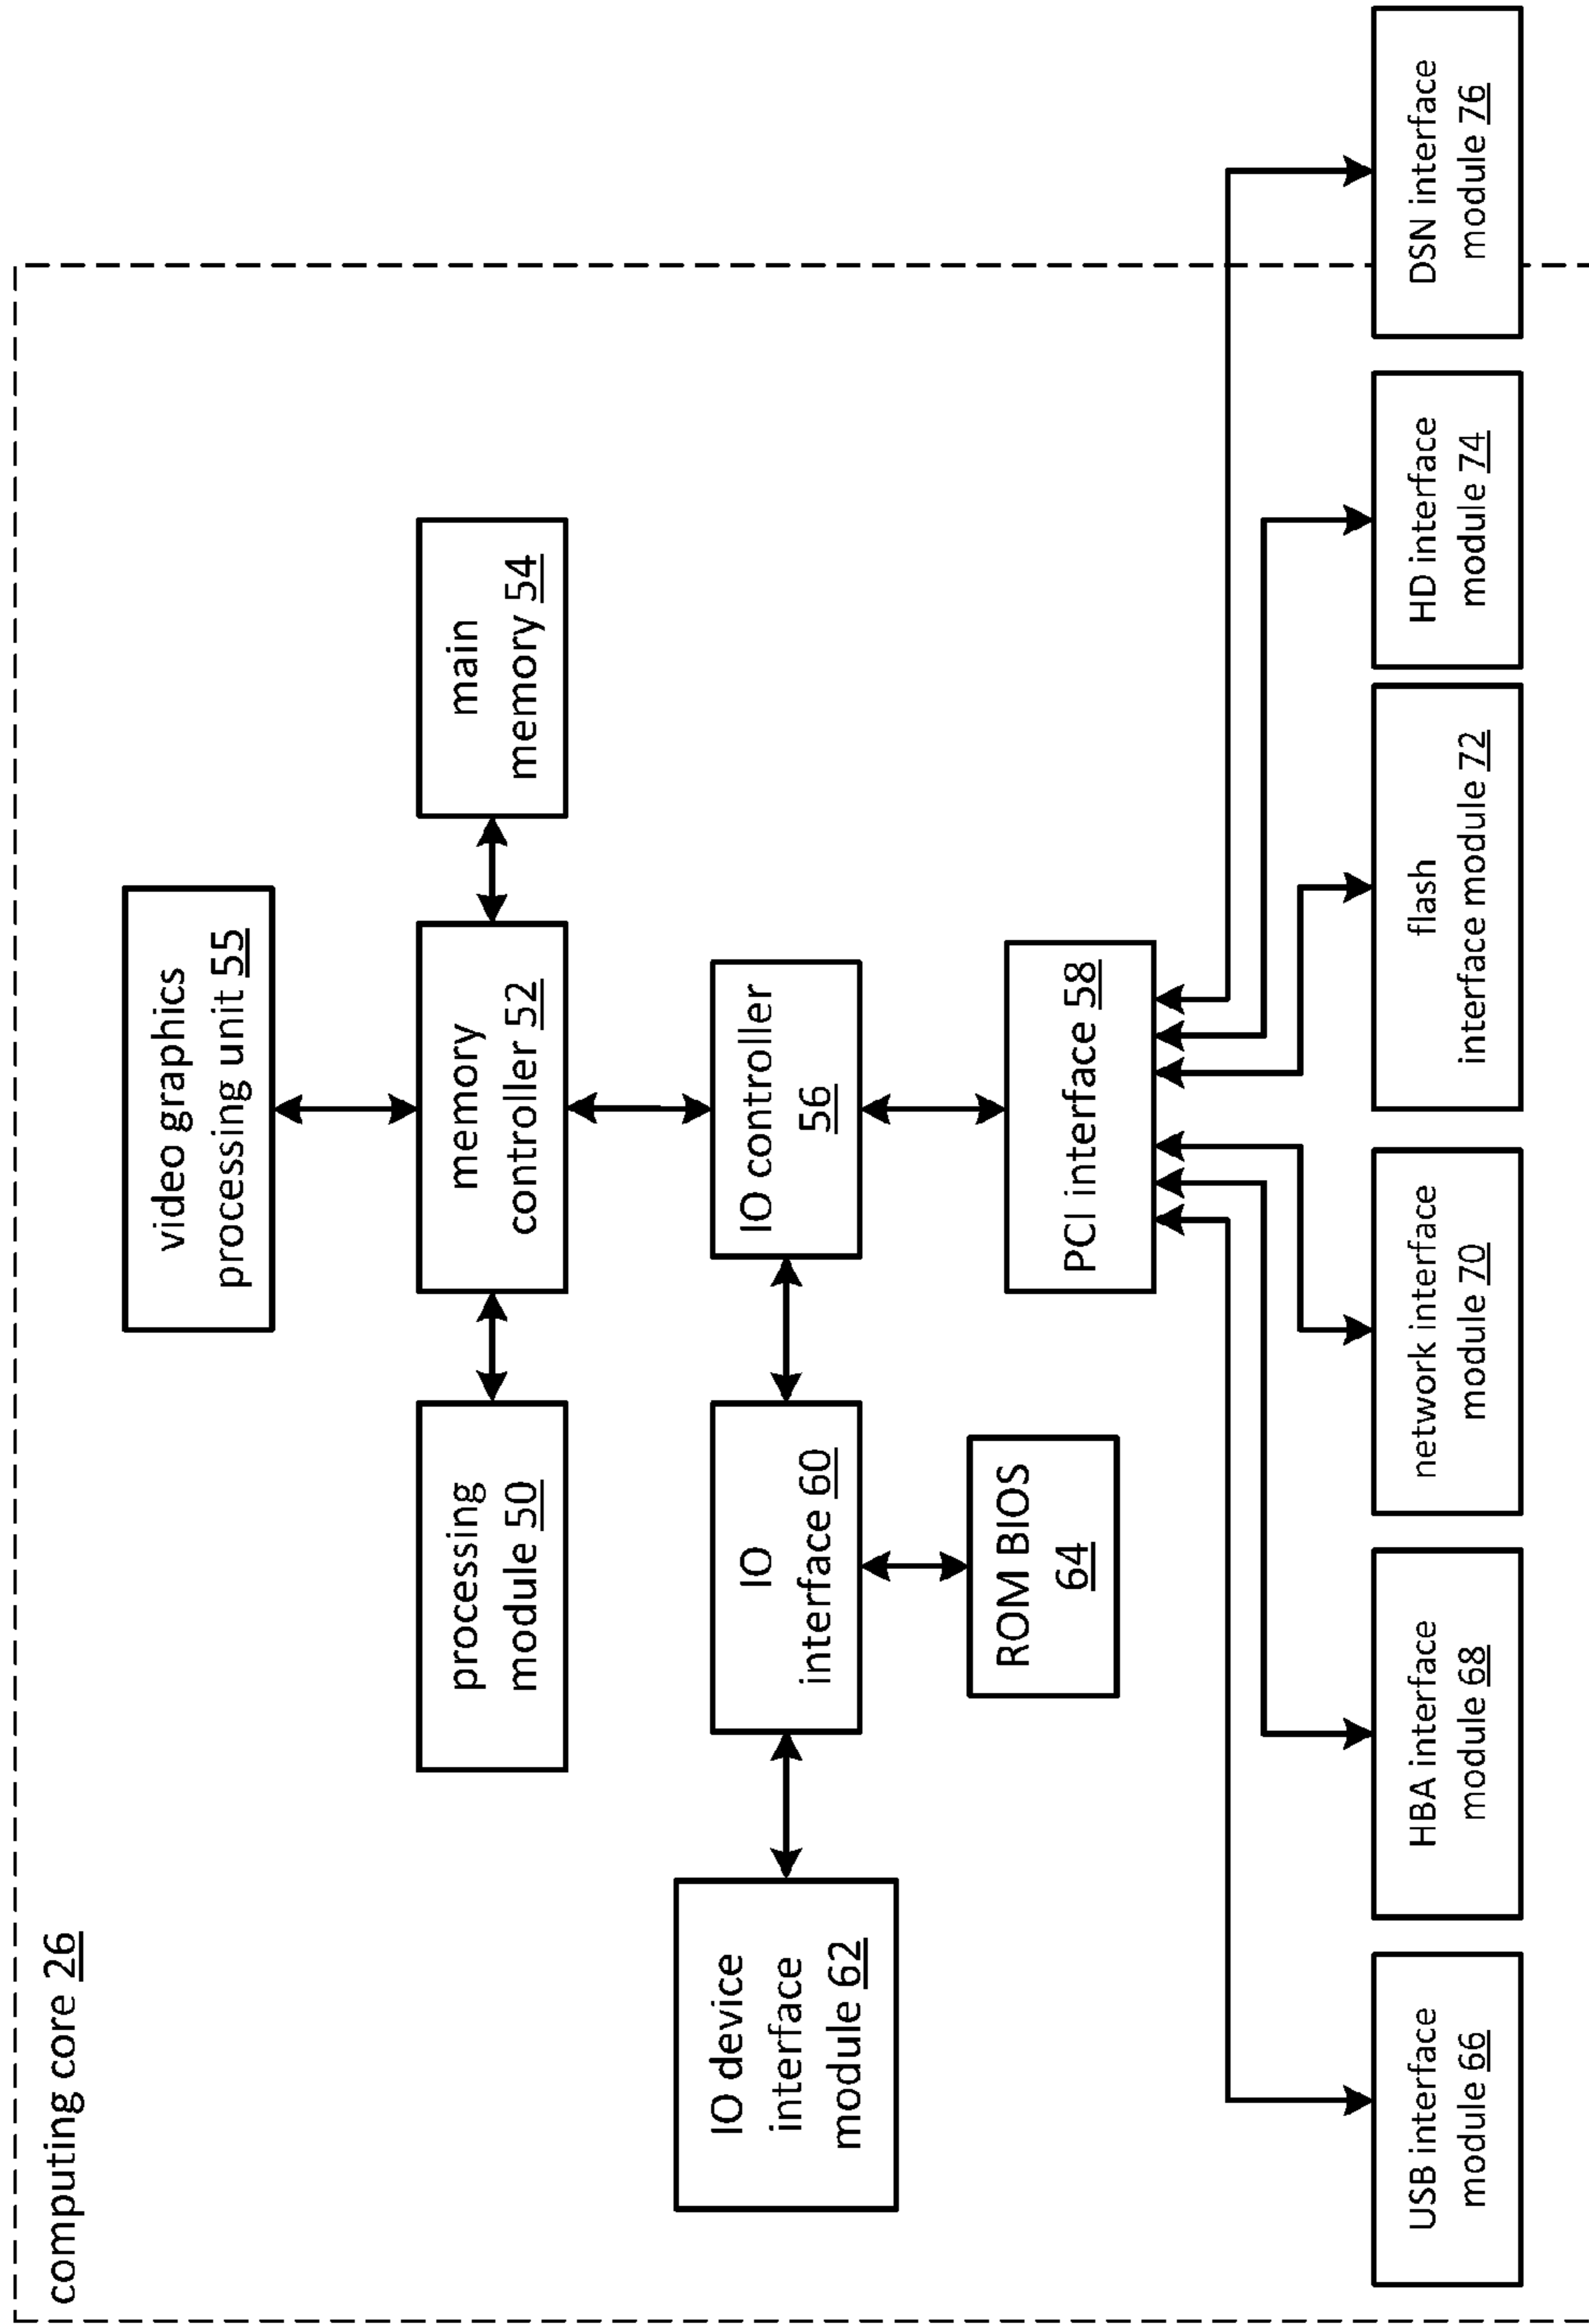 computing core 26
video graphics
processing unit 55
processing
module 50
memory
controller 52
main
memory 54
IO device
interface
module 62
IO
interface 60
IO controller
56
ROM BIOS
64
PCI interface 58
USB interface
module 66
HBA interface
module 68
network interface
module 70
flash
interface module 72
HD interface
module 74
DSN interface
module 76